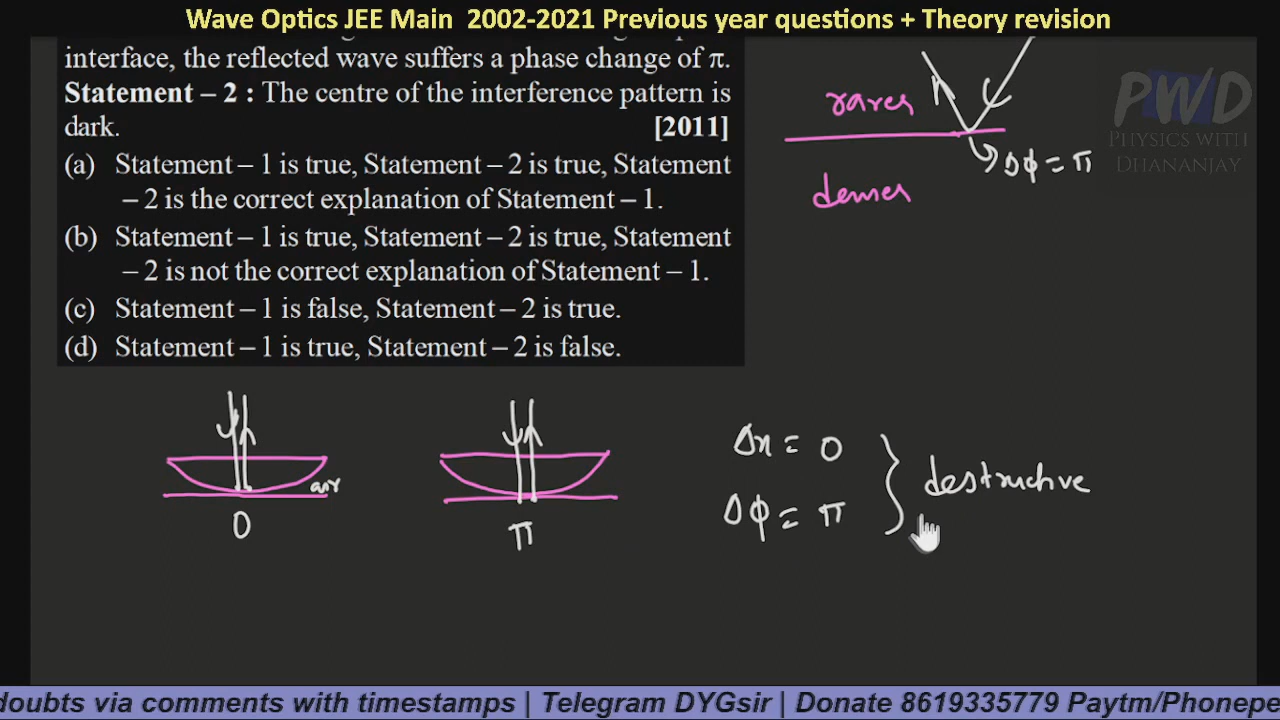 Wave Optics JEE Main 2002-2021 Previous year questions + Theory revision
interface, the reflected wave suffers a phase change of π.
Statement – 2 : The centre of the interference pattern is
dark. [2011]
(a) Statement – 1 is true, Statement – 2 is true, Statement
– 2 is the correct explanation of Statement – 1.
(b) Statement – 1 is true, Statement – 2 is true, Statement
– 2 is not the correct explanation of Statement – 1.
(c) Statement – 1 is false, Statement – 2 is true.
(d) Statement – 1 is true, Statement – 2 is false.
rarer
Δϕ = π
denser
PWD
PHYSICS WITH
DHANANJAY
air
0
π
Δx = 0
Δϕ = π
destructive
doubts via comments with timestamps | Telegram DYGsir | Donate 8619335779 Paytm/Phonepe